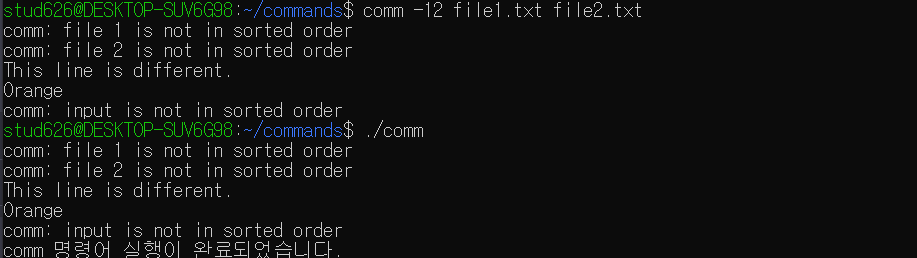 stud626@DESKTOP-SUV6G98:~/commands$ comm -12 file1.txt file2.txt
comm: file 1 is not in sorted order
comm: file 2 is not in sorted order
This line is different.
Orange
comm: input is not in sorted order
stud626@DESKTOP-SUV6G98:~/commands$ ./comm
comm: file 1 is not in sorted order
comm: file 2 is not in sorted order
This line is different.
Orange
comm: input is not in sorted order
comm 명령어 실행이 완료되었습니다.